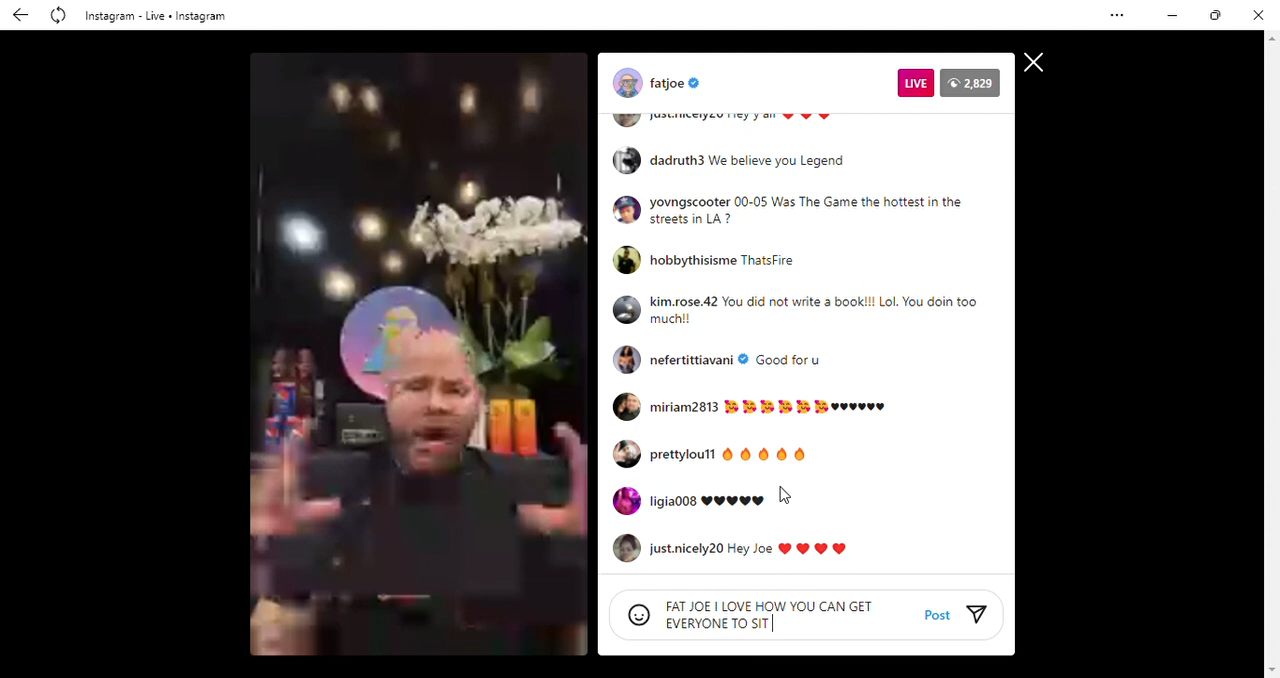 Instagram - Live • Instagram
fatjoe
LIVE
2,829
just.nicely20 Hey y'all ❤️ ❤️ ❤️
dadruth3 We believe you Legend
yovngscooter 00-05 Was The Game the hottest in the
streets in LA ?
hobbythisisme ThatsFire
kim.rose.42 You did not write a book!!! Lol. You doin too
much!!
nefertittiavani Good for u
miriam2813 🥰🥰🥰🥰🥰🥰♥♥♥♥♥♥
prettylou11 🔥🔥🔥🔥🔥
ligia008 ♥♥♥♥♥
just.nicely20 Hey Joe ❤️ ❤️ ❤️ ❤️
FAT JOE I LOVE HOW YOU CAN GET
EVERYONE TO SIT
Post